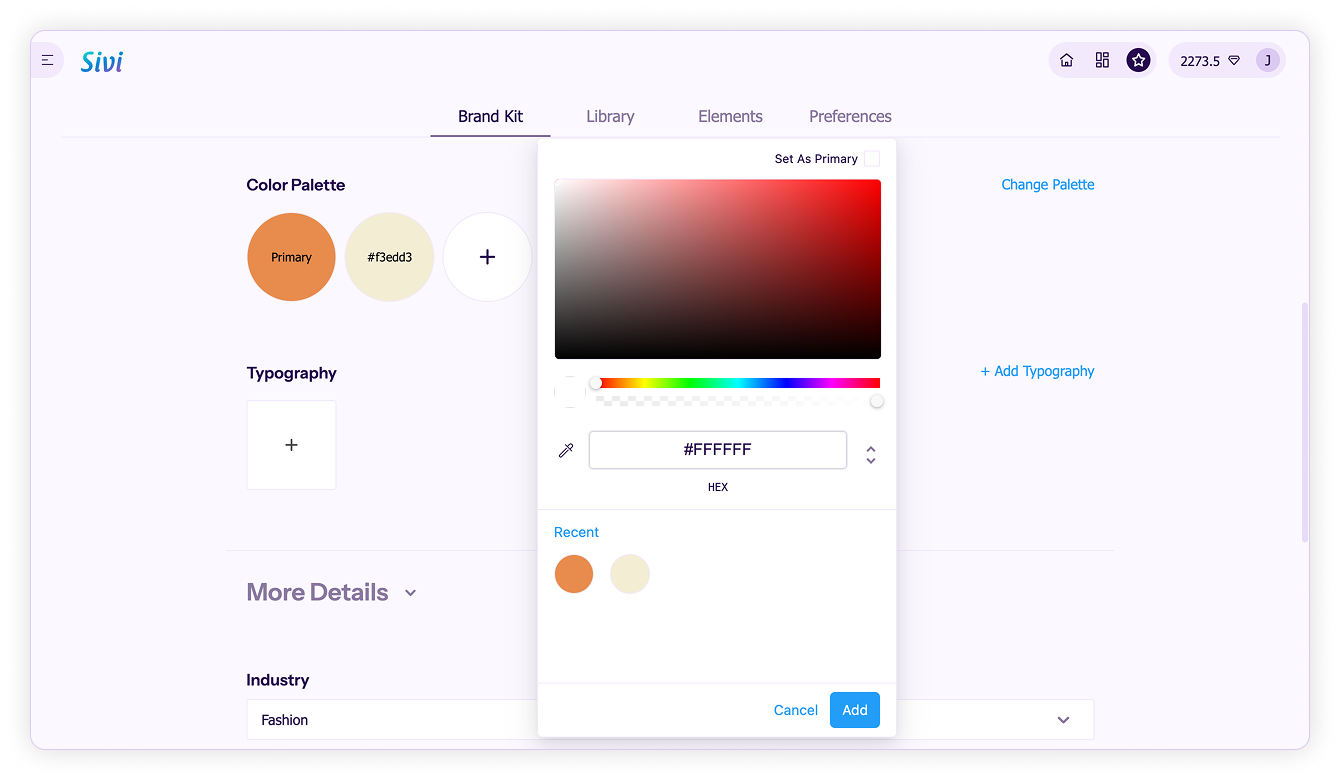 Sivi
2273.5
J
Brand Kit
Library
Elements
Preferences
Set As Primary
Color Palette
Change Palette
Primary
#f3edd3
+
Typography
+ Add Typography
+
#FFFFFF
HEX
Recent
More Details
Industry
Fashion
Cancel
Add